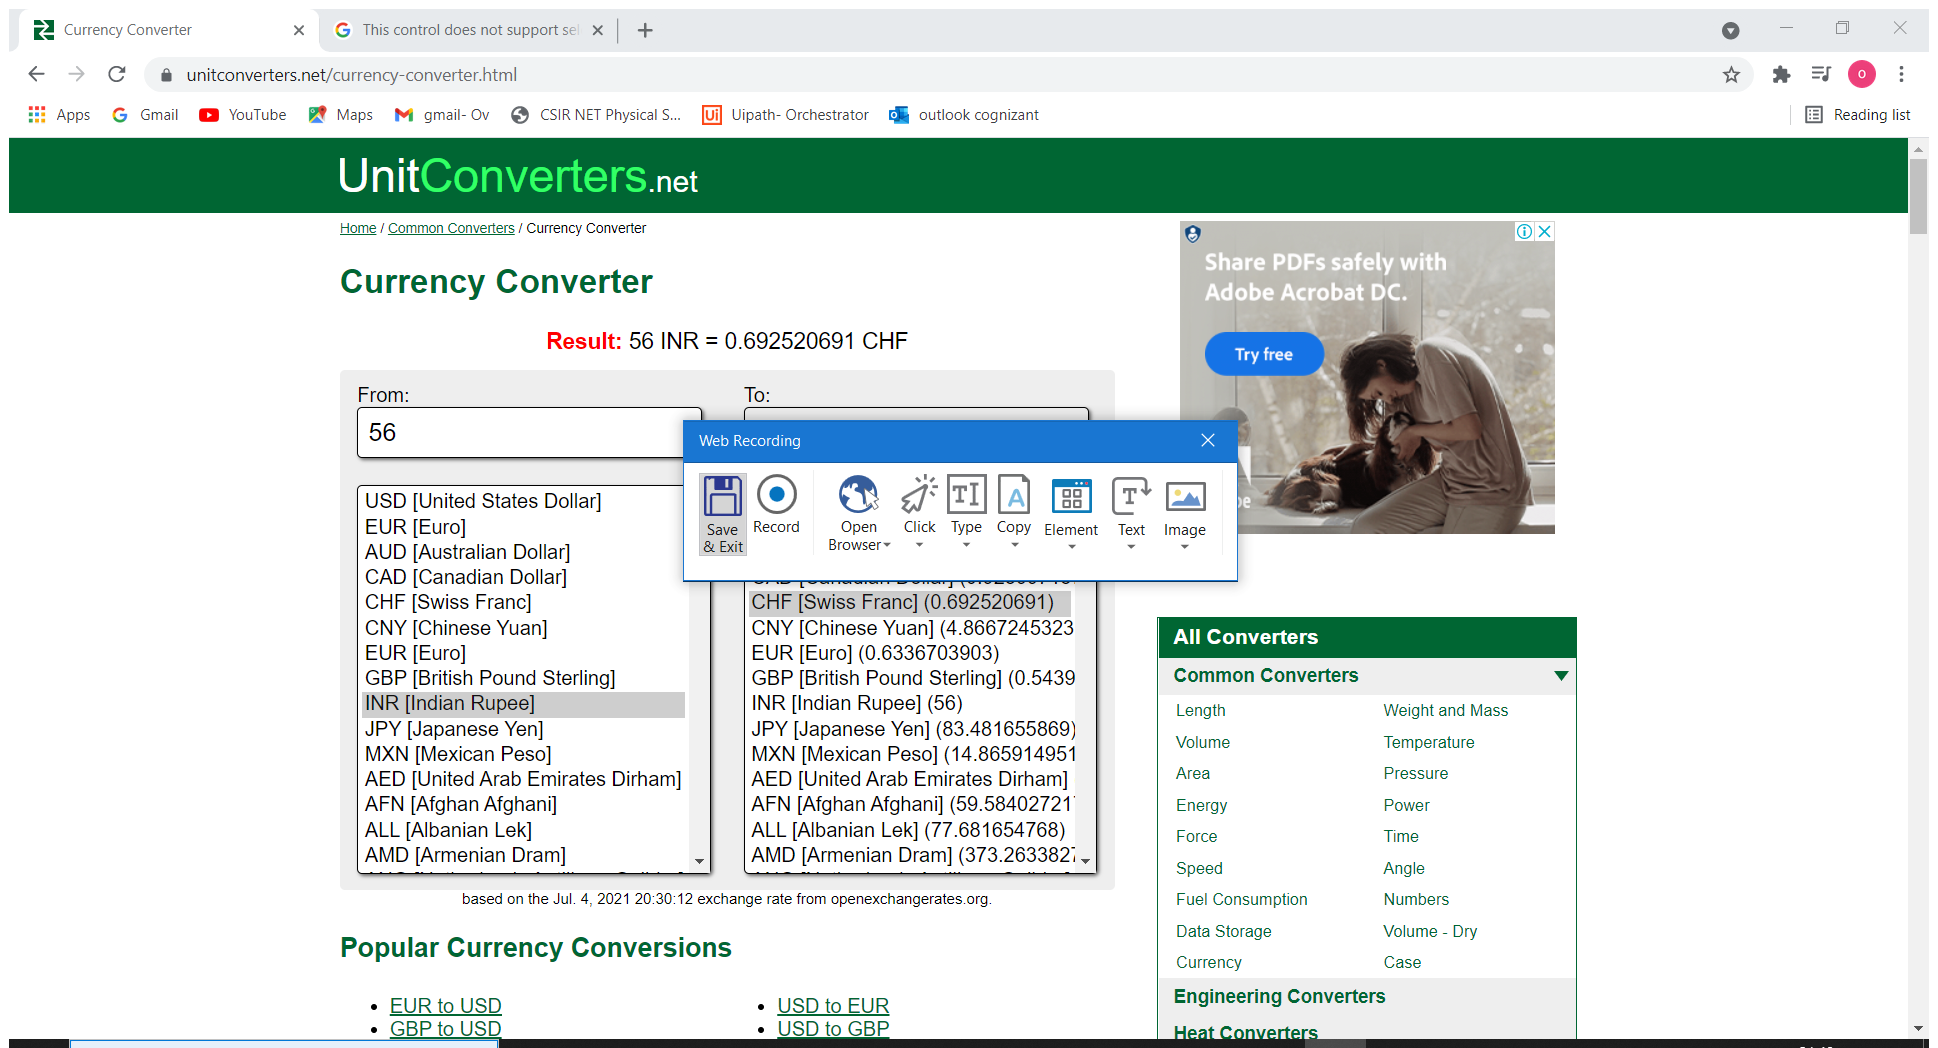 Currency Converter
This control does not support sel
unitconverters.net/currency-converter.html
O
Apps
Gmail
YouTube
Maps
gmail- Ov
CSIR NET Physical S...
Ui
Uipath- Orchestrator
outlook cognizant
Reading list
UnitConverters.net
Home / Common Converters / Currency Converter
Currency Converter
Result: 56 INR = 0.692520691 CHF
From:
To:
56
USD [United States Dollar]
EUR [Euro]
AUD [Australian Dollar]
CAD [Canadian Dollar]
CHF [Swiss Franc]
CNY [Chinese Yuan]
EUR [Euro]
GBP [British Pound Sterling]
INR [Indian Rupee]
JPY [Japanese Yen]
MXN [Mexican Peso]
AED [United Arab Emirates Dirham]
AFN [Afghan Afghani]
ALL [Albanian Lek]
AMD [Armenian Dram]
Web Recording
Save & Exit
Record
Open Browser
Click
Type
Copy
Element
Text
Image
CHF [Swiss Franc] (0.692520691)
CNY [Chinese Yuan] (4.8667245323
EUR [Euro] (0.6336703903)
GBP [British Pound Sterling] (0.5439
INR [Indian Rupee] (56)
JPY [Japanese Yen] (83.481655869)
MXN [Mexican Peso] (14.865914951
AED [United Arab Emirates Dirham]
AFN [Afghan Afghani] (59.58402721
ALL [Albanian Lek] (77.681654768)
AMD [Armenian Dram] (373.2633827
based on the Jul. 4, 2021 20:30:12 exchange rate from openexchangerates.org.
Popular Currency Conversions
EUR to USD
USD to EUR
GBP to USD
USD to GBP
Share PDFs safely with
Adobe Acrobat DC.
Try free
All Converters
Common Converters
Length
Weight and Mass
Volume
Temperature
Area
Pressure
Energy
Power
Force
Time
Speed
Angle
Fuel Consumption
Numbers
Data Storage
Volume - Dry
Currency
Case
Engineering Converters
Heat Converters